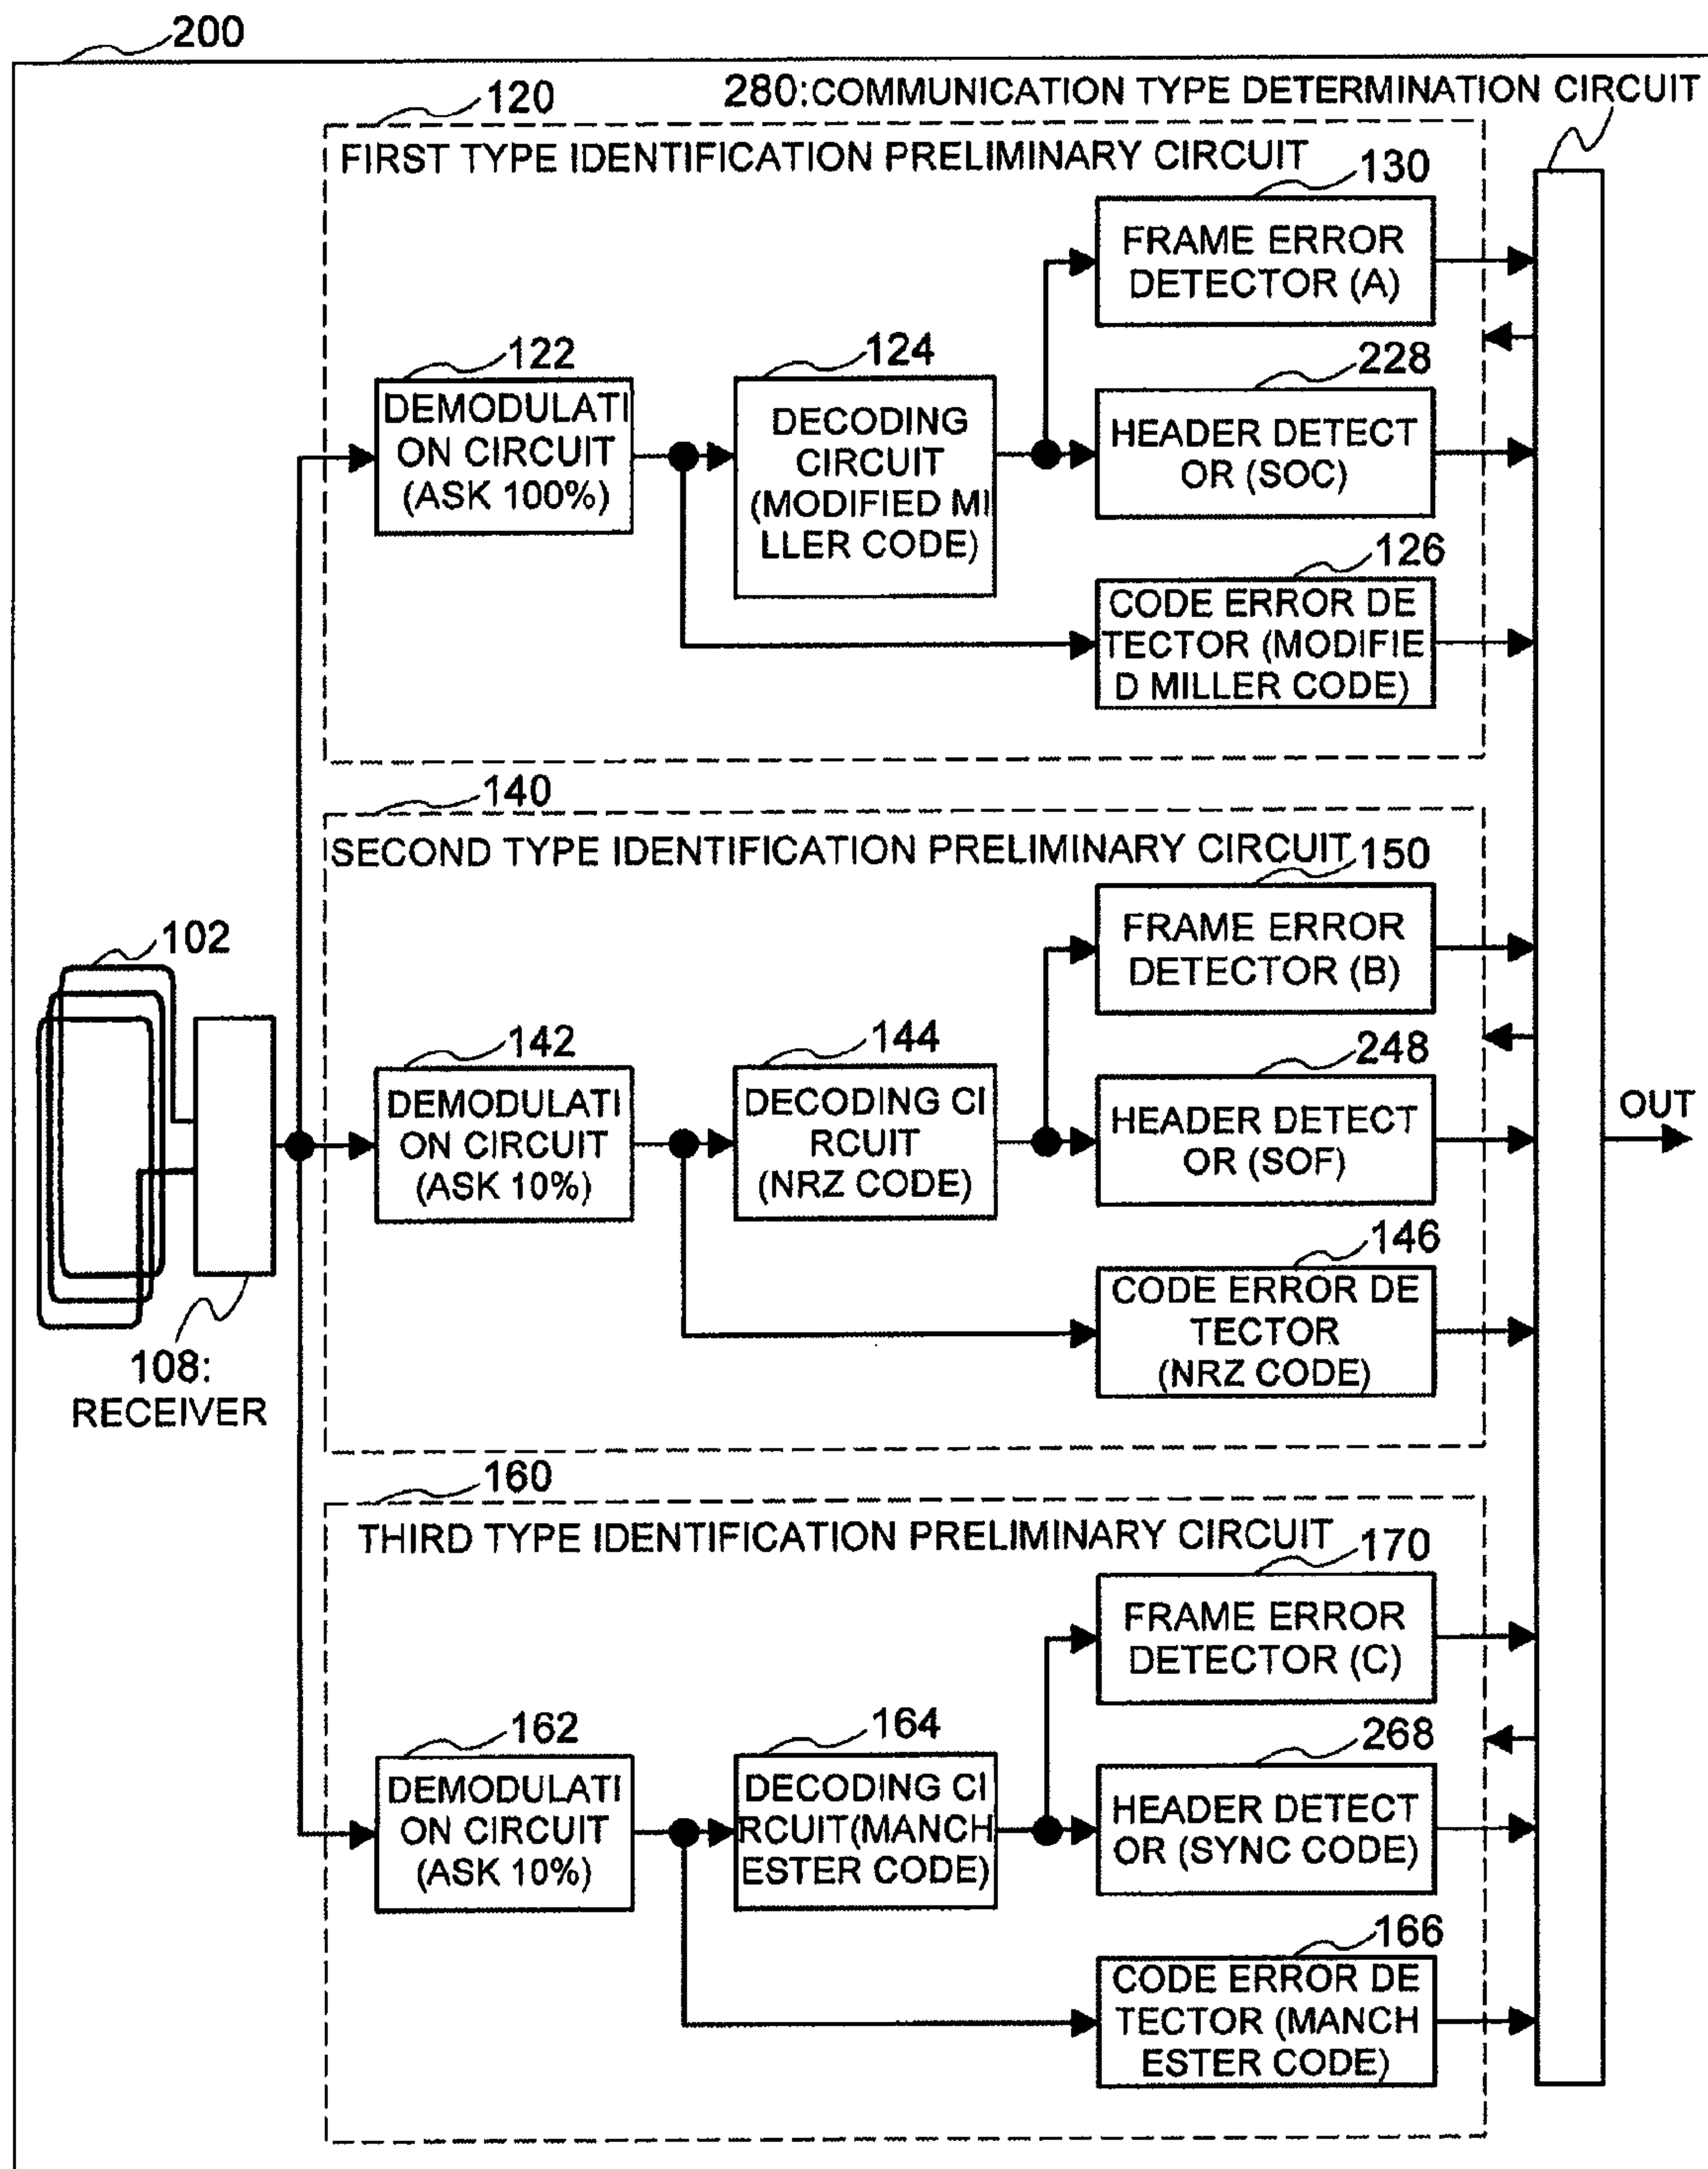 200
280:COMMUNICATION TYPE DETERMINATION CIRCUIT
120
FIRST TYPE IDENTIFICATION PRELIMINARY CIRCUIT
130
FRAME ERROR
DETECTOR (A)
122
DEMODULATI
ON CIRCUIT
(ASK 100%)
124
DECODING
CIRCUIT
(MODIFIED MI
LLER CODE)
228
HEADER DETECT
OR (SOC)
126
CODE ERROR DE
TECTOR (MODIFIE
D MILLER CODE)
140
SECOND TYPE IDENTIFICATION PRELIMINARY CIRCUIT
150
FRAME ERROR
DETECTOR (B)
102
108:
RECEIVER
142
DEMODULATI
ON CIRCUIT
(ASK 10%)
144
DECODING CI
RCUIT
(NRZ CODE)
248
HEADER DETECT
OR (SOF)
OUT
146
CODE ERROR DE
TECTOR
(NRZ CODE)
160
THIRD TYPE IDENTIFICATION PRELIMINARY CIRCUIT
170
FRAME ERROR
DETECTOR (C)
162
DEMODULATI
ON CIRCUIT
(ASK 10%)
164
DECODING CI
RCUIT(MANCH
ESTER CODE)
268
HEADER DETECT
OR (SYNC CODE)
166
CODE ERROR DE
TECTOR (MANCH
ESTER CODE)